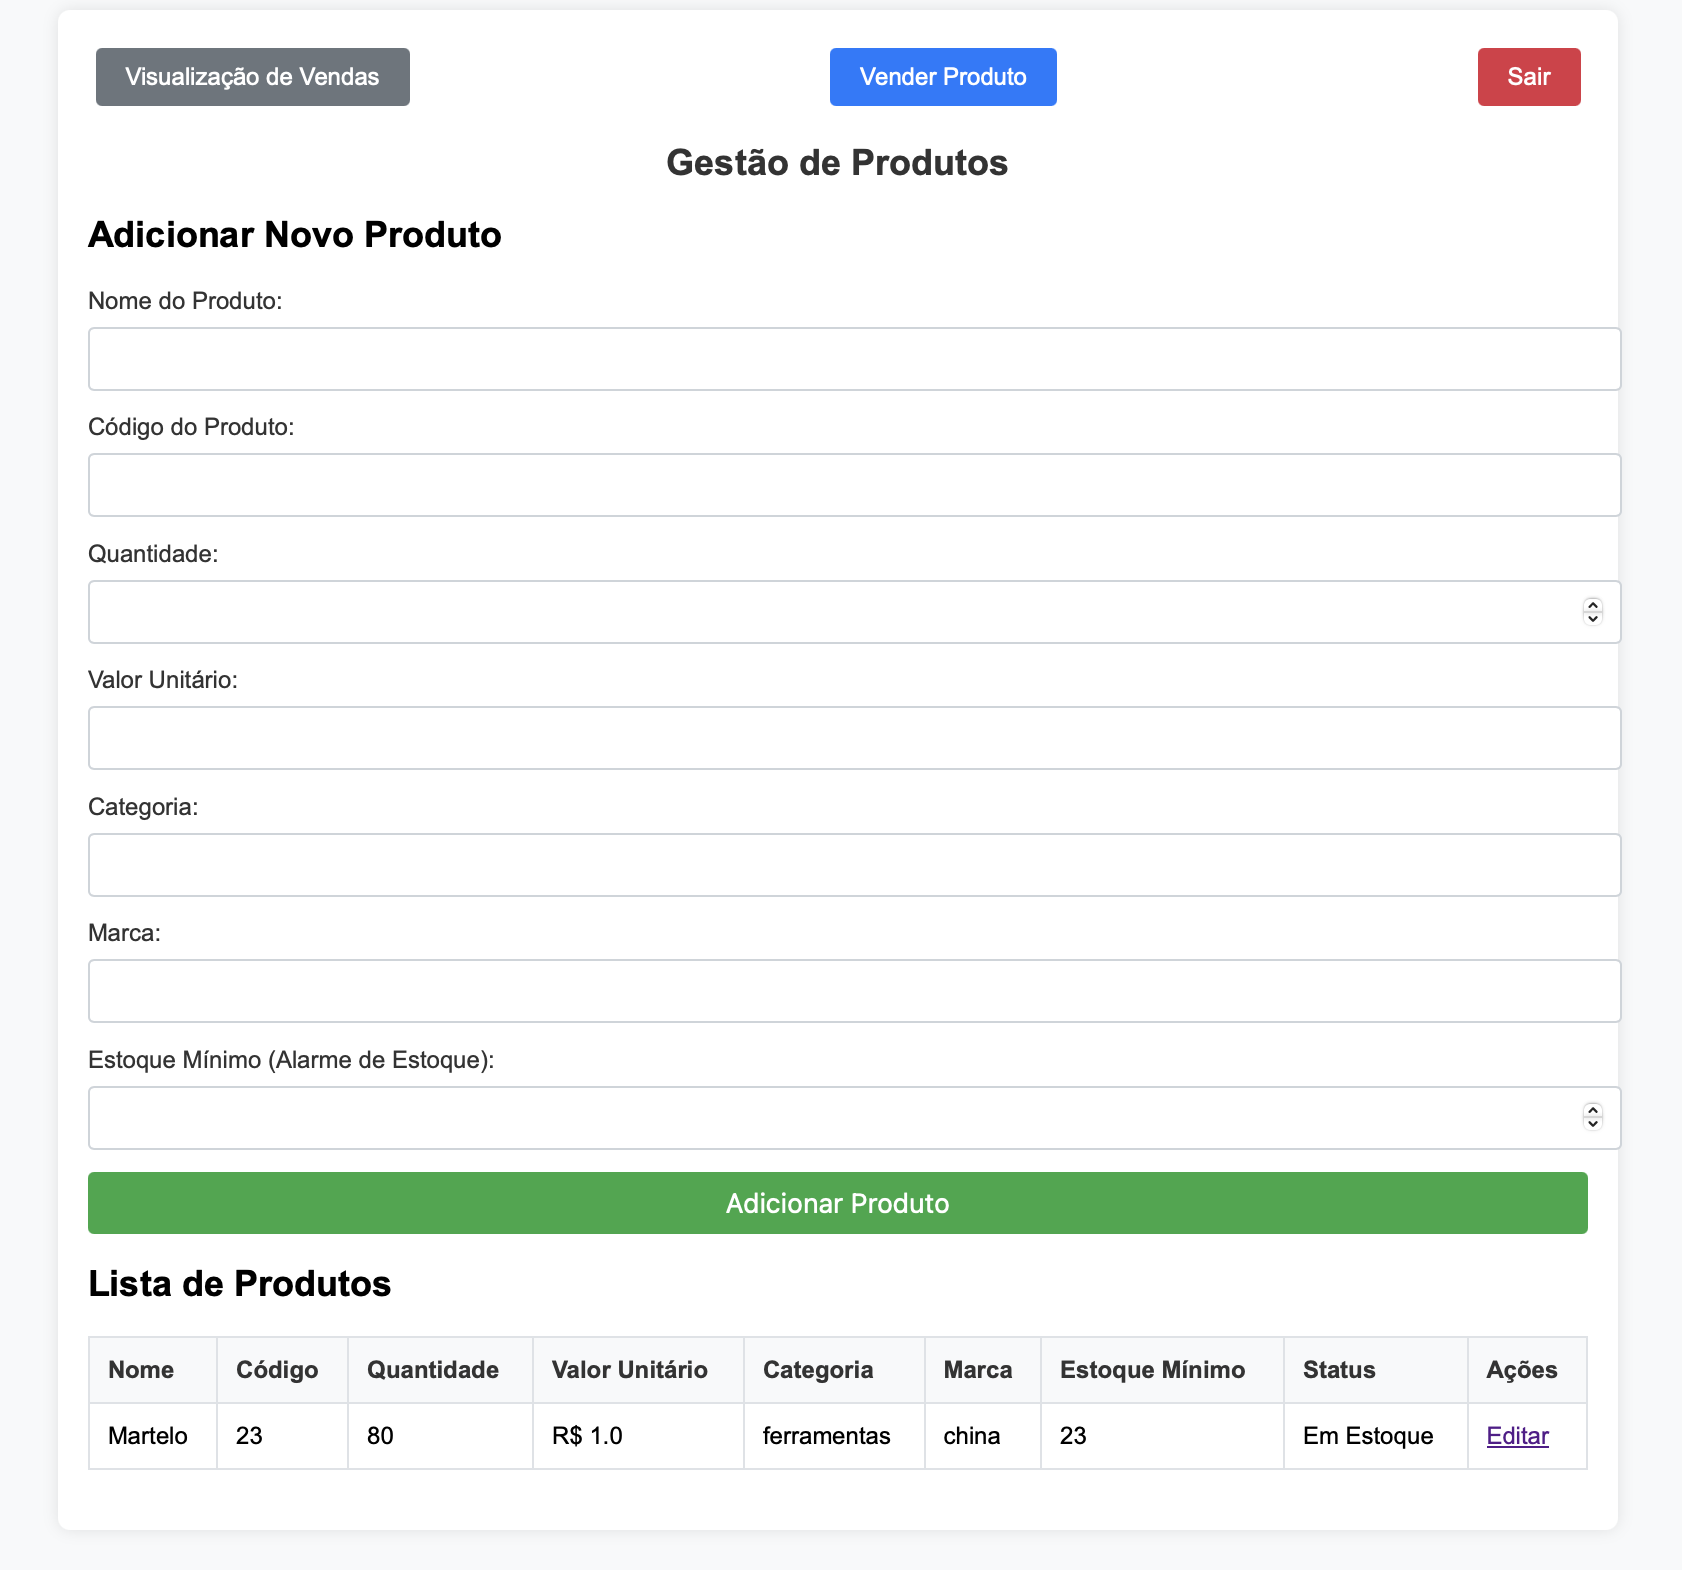 Visualização de Vendas Vender Produto Sair
Gestão de Produtos
Adicionar Novo Produto
Nome do Produto:
Código do Produto:
Quantidade:
Valor Unitário:
Categoria:
Marca:
Estoque Mínimo (Alarme de Estoque):
Adicionar Produto
Lista de Produtos
Nome Código Quantidade Valor Unitário Categoria Marca Estoque Mínimo Status Ações
Martelo 23 80 R$ 1.0 ferramentas china 23 Em Estoque Editar